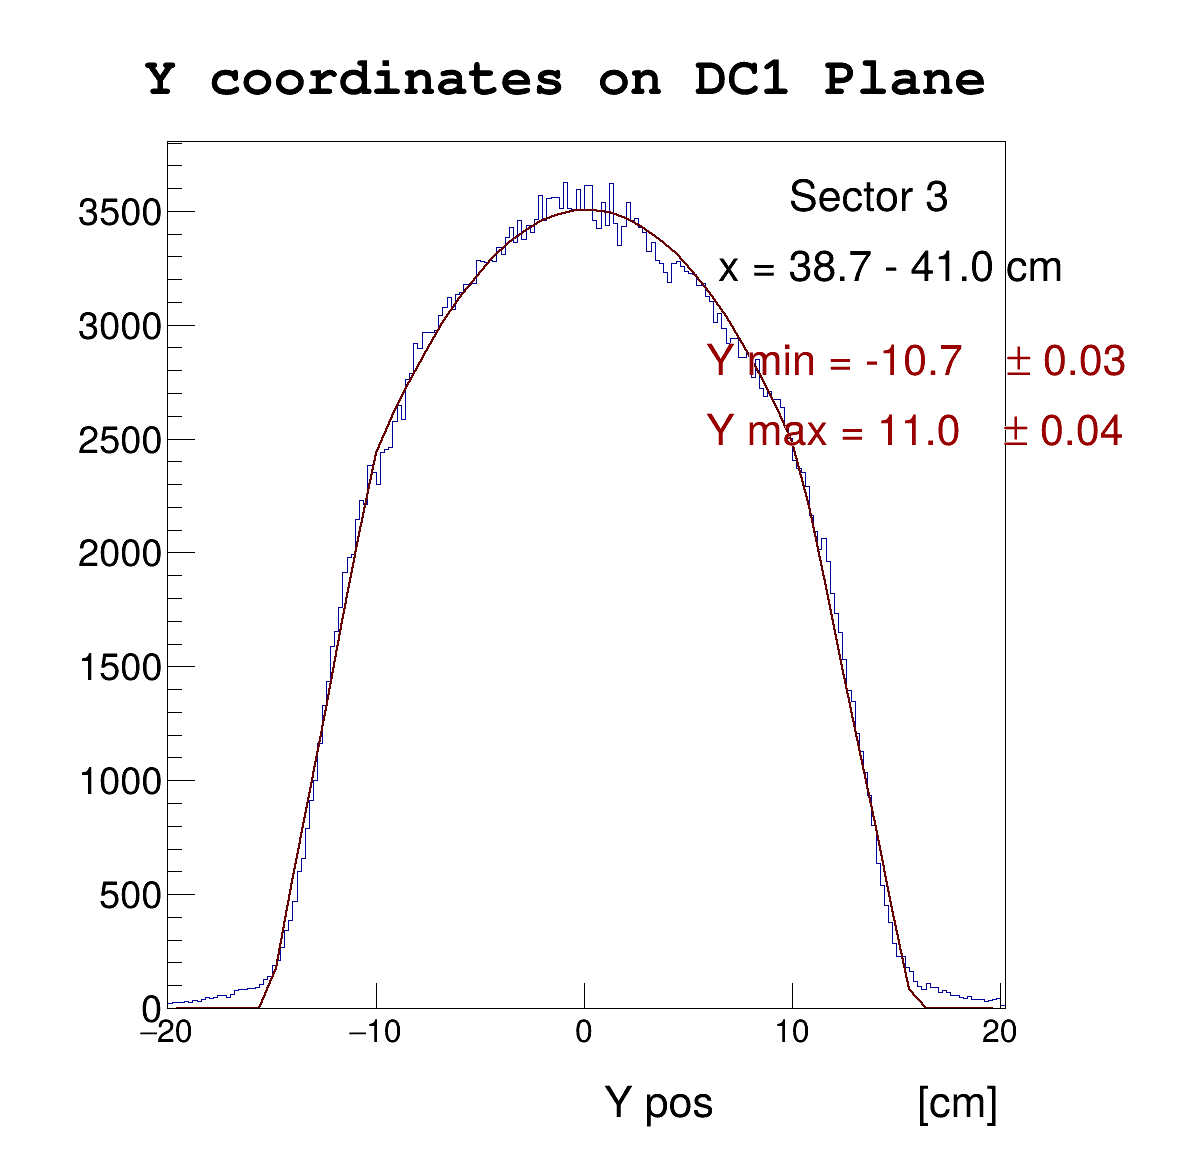 Y coordinates on DC1 Plane
Sector 3
x = 38.7 - 41.0 cm
Y min = -10.7 ± 0.03
Y max = 11.0 ± 0.04
3500
3000
2500
2000
1500
1000
500
0
−20 −10 0 10 20
Y pos [cm]